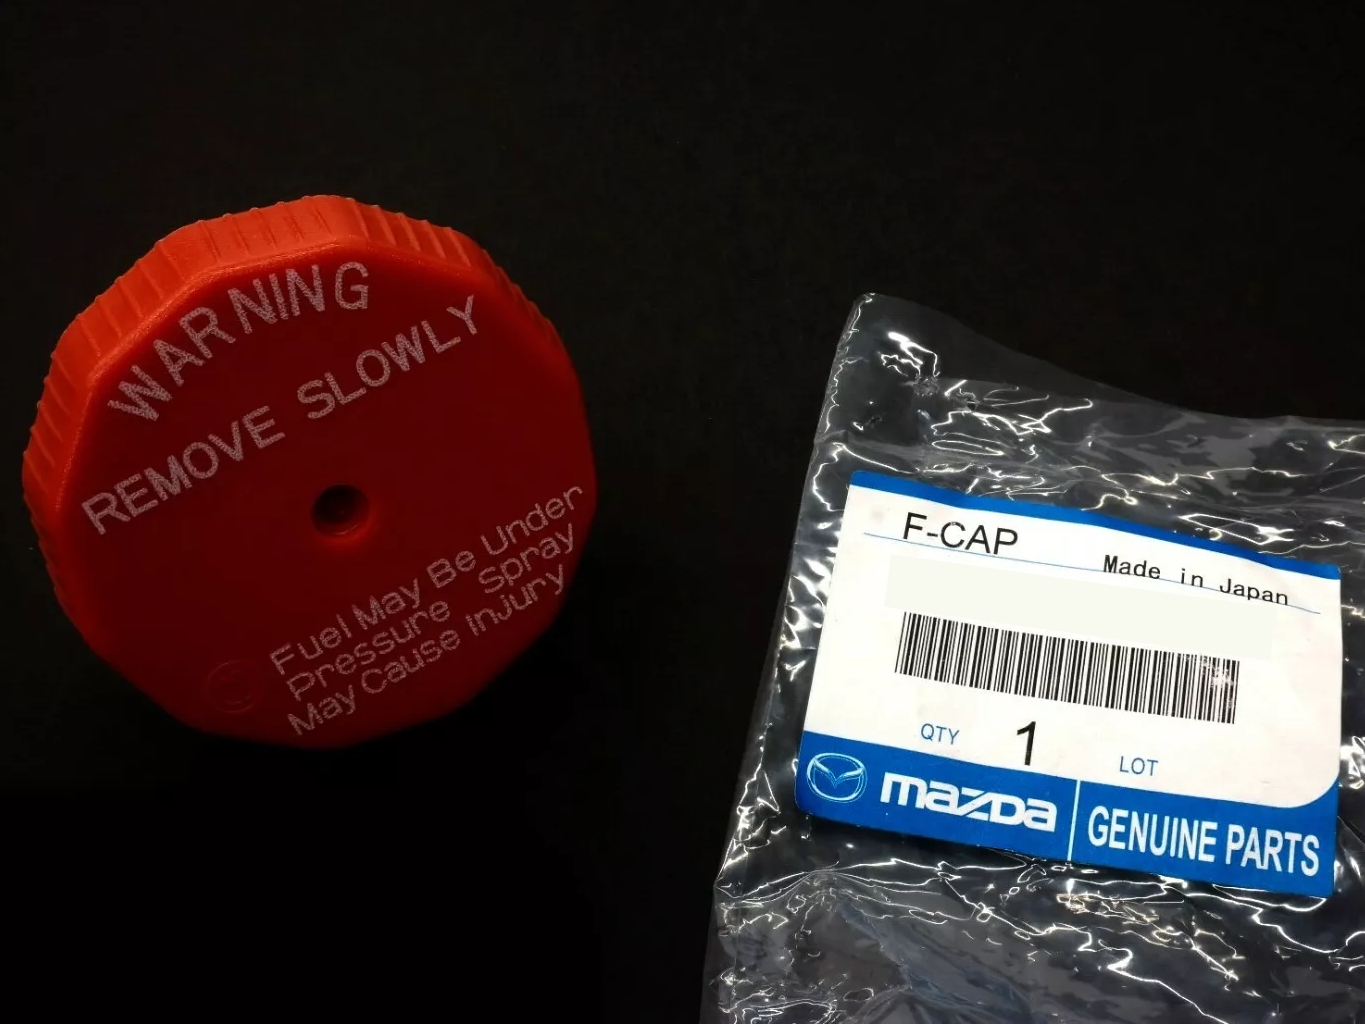 WARNING
REMOVE SLOWLY
Fuel May Be Under
Pressure Spray
May Cause Injury
F-CAP
Made in Japan
QTY 1 LOT
mazda GENUINE PARTS